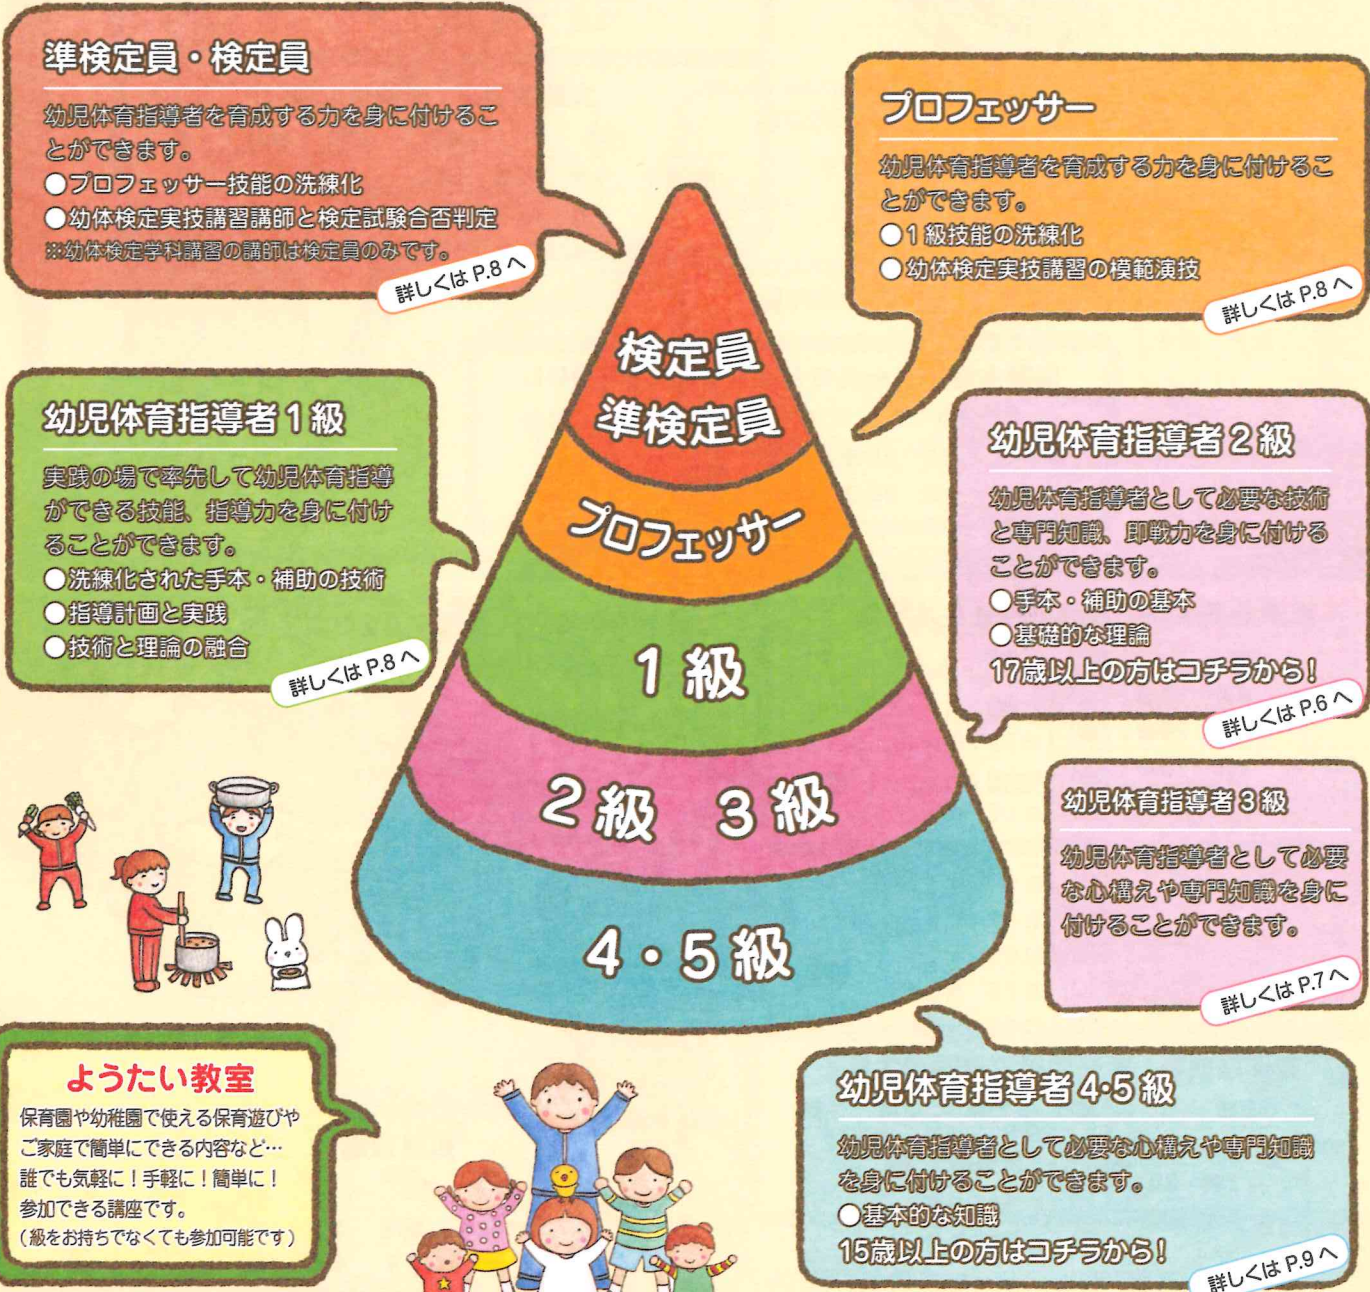 準検定員・検定員
幼児体育指導者を育成する力を身に付けるこ
とができます。
●プロフェッサー技能の洗練化
●幼体検定実技講習講師と検定試験合否判定
※幼体検定学科講習の講師は検定員のみです。
詳しくは P.8 へ
プロフェッサー
幼児体育指導者を育成する力を身に付けるこ
とができます。
●1級技能の洗練化
●幼体検定実技講習の模範演技
詳しくは P.8 へ
幼児体育指導者1級
実践の場で率先して幼児体育指導
ができる技能、指導力を身に付け
ることができます。
●洗練化された手本・補助の技術
●指導計画と実践
●技術と理論の融合
詳しくは P.8 へ
検定員
準検定員
プロフェッサー
1級
2級 3級
4・5級
幼児体育指導者2級
幼児体育指導者として必要な技術
と専門知識、即戦力を身に付ける
ことができます。
●手本・補助の基本
●基礎的な理論
17歳以上の方はコチラから！
詳しくは P.6 へ
幼児体育指導者3級
幼児体育指導者として必要
な心構えや専門知識を身に
付けることができます。
詳しくは P.7 へ
ようたい教室
保育園や幼稚園で使える保育遊びや
ご家庭で簡単にできる内容など…
誰でも気軽に！手軽に！簡単に！
参加できる講座です。
（級をお持ちでなくても参加可能です）
幼児体育指導者4・5級
幼児体育指導者として必要な心構えや専門知識
を身に付けることができます。
●基本的な知識
15歳以上の方はコチラから！
詳しくは P.9 へ